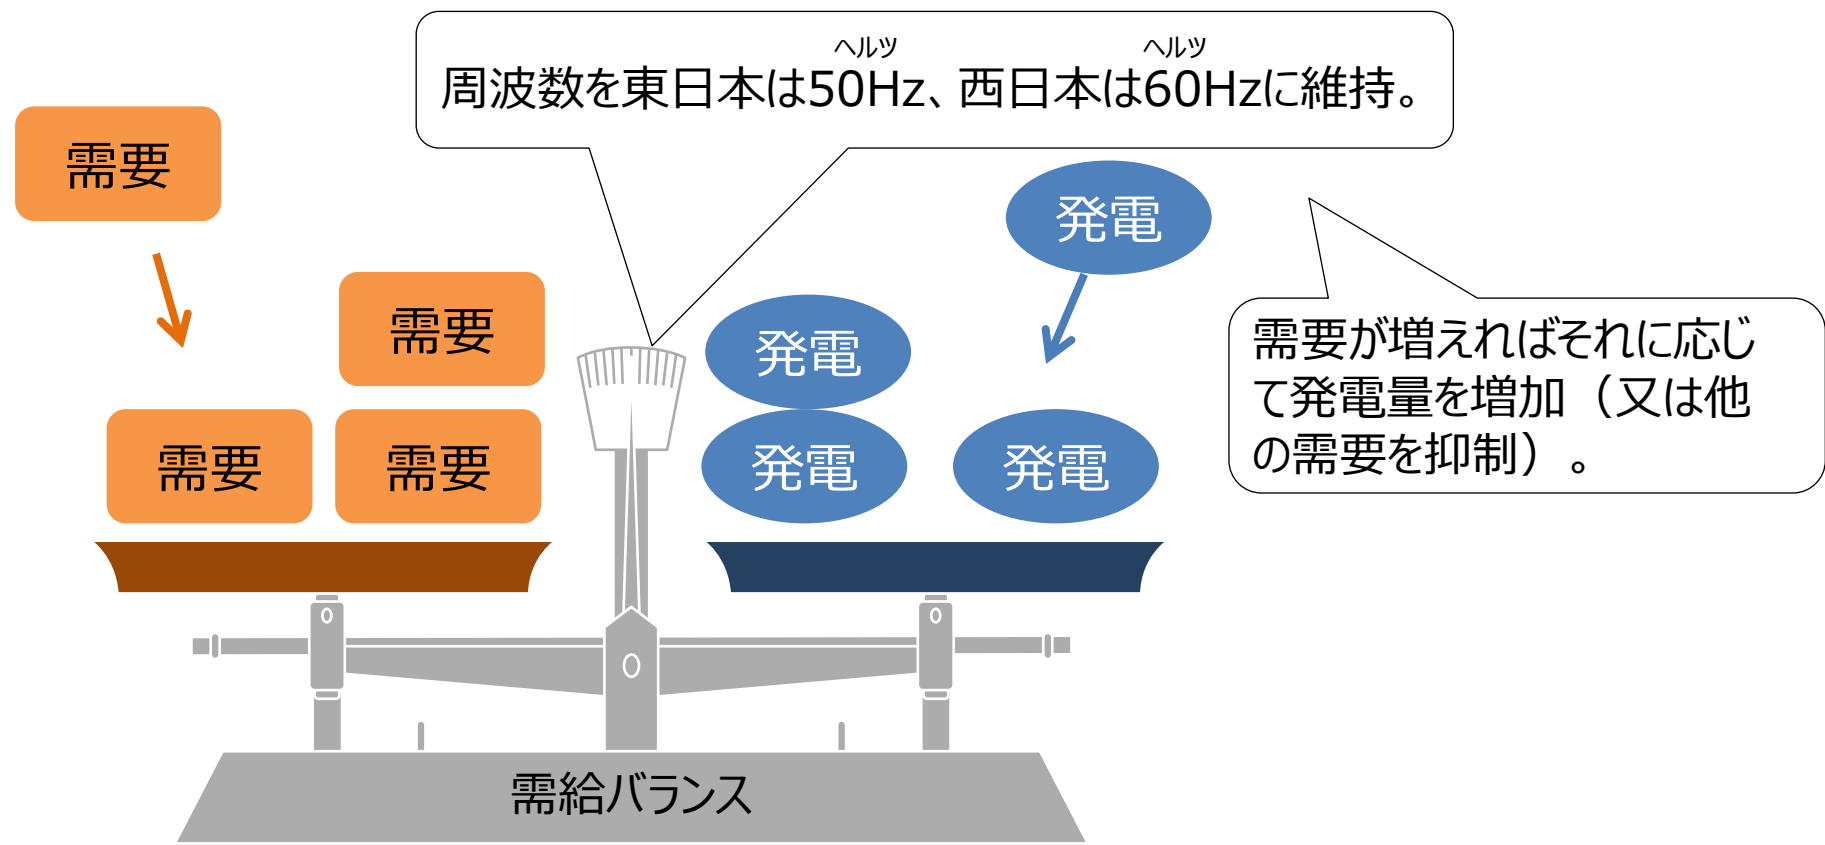 ヘルツ ヘルツ
周波数を東日本は50Hz、西日本は60Hzに維持。
需要
発電
需要
発電
需要が増えればそれに応じ
て発電量を増加（又は他
の需要を抑制）。
需要
需要
発電
発電
需給バランス